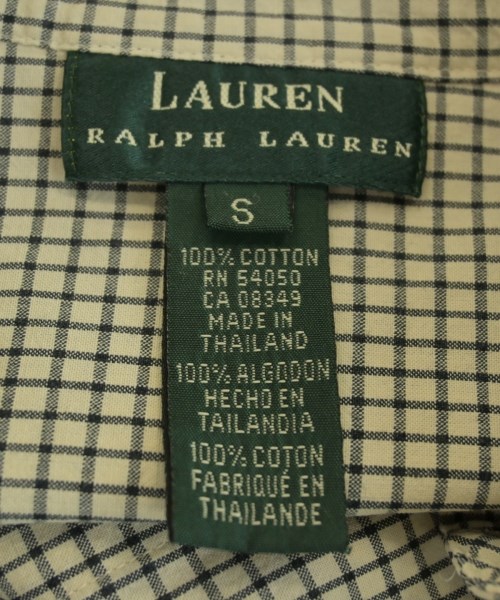 LAUREN
RALPH LAUREN
S
100% COTTON
RN 54050
CA 08349
MADE IN
THAILAND
100% ALGODON
HECHO EN
TAILANDIA
100% COTON
FABRIQUÉ EN
THAILANDE